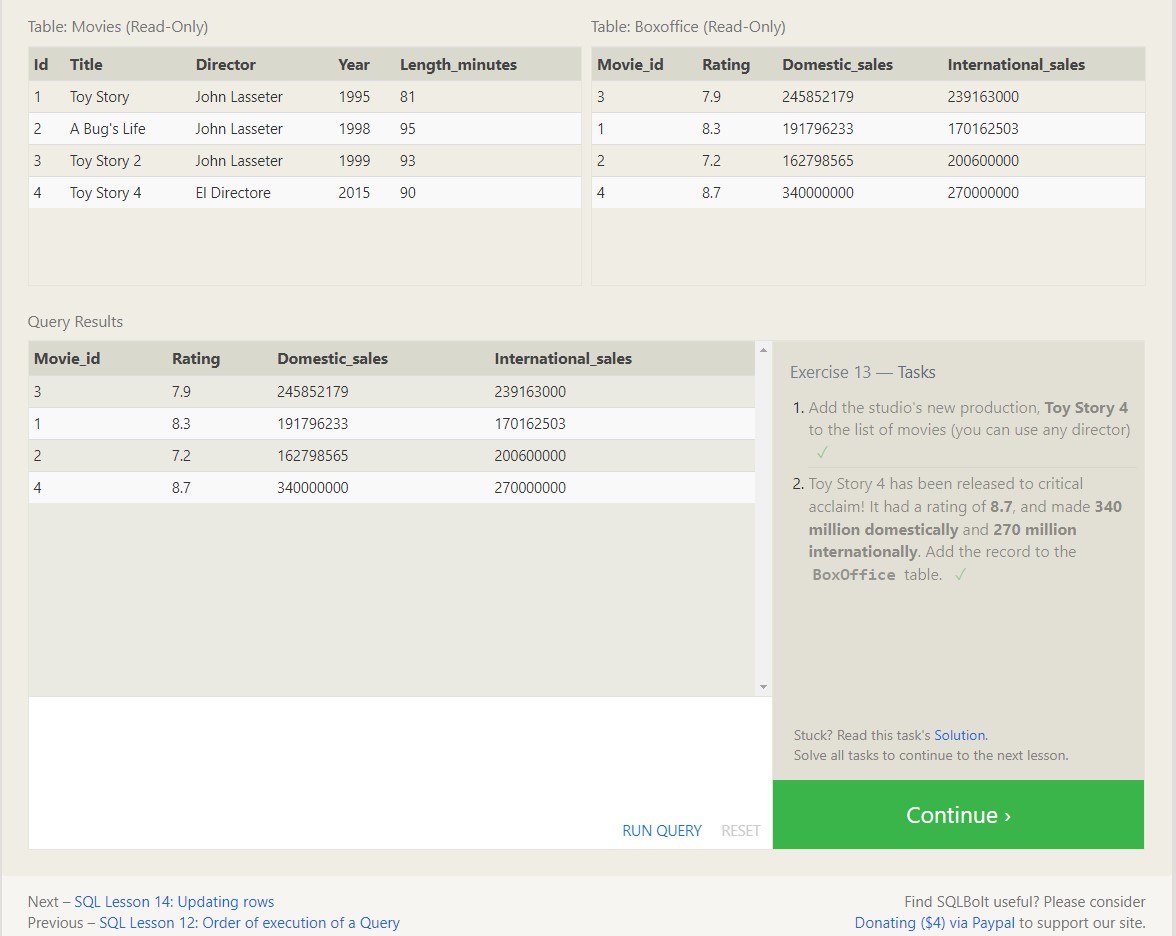 Table: Movies (Read-Only)
Id Title Director Year Length_minutes
1 Toy Story John Lasseter 1995 81
2 A Bug's Life John Lasseter 1998 95
3 Toy Story 2 John Lasseter 1999 93
4 Toy Story 4 El Directore 2015 90
Table: Boxoffice (Read-Only)
Movie_id Rating Domestic_sales International_sales
3 7.9 245852179 239163000
1 8.3 191796233 170162503
2 7.2 162798565 200600000
4 8.7 340000000 270000000
Query Results
Movie_id Rating Domestic_sales International_sales
3 7.9 245852179 239163000
1 8.3 191796233 170162503
2 7.2 162798565 200600000
4 8.7 340000000 270000000
RUN QUERY RESET
Exercise 13 — Tasks
1. Add the studio's new production, Toy Story 4
to the list of movies (you can use any director)
✓
2. Toy Story 4 has been released to critical
acclaim! It had a rating of 8.7, and made 340
million domestically and 270 million
internationally. Add the record to the
BoxOffice table. ✓
Stuck? Read this task's Solution.
Solve all tasks to continue to the next lesson.
Continue ›
Next – SQL Lesson 14: Updating rows
Previous – SQL Lesson 12: Order of execution of a Query
Find SQLBolt useful? Please consider
Donating ($4) via Paypal to support our site.